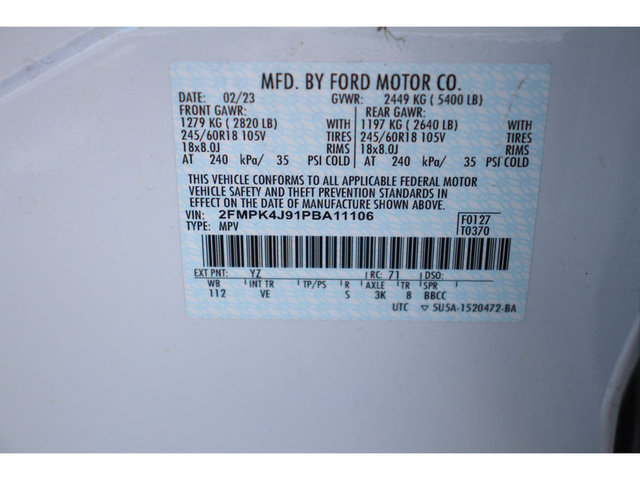 MFD. BY FORD MOTOR CO.
DATE: 02/23 GVWR: 2449 KG ( 5400 LB)
FRONT GAWR: REAR GAWR:
1279 KG ( 2820 LB) WITH 1197 KG ( 2640 LB) WITH
245/60R18 105V TIRES 245/60R18 105V TIRES
18x8.0J RIMS 18x8.0J RIMS
AT 240 kPa/ 35 PSI COLD AT 240 kPa/ 35 PSI COLD
THIS VEHICLE CONFORMS TO ALL APPLICABLE FEDERAL MOTOR
VEHICLE SAFETY AND THEFT PREVENTION STANDARDS IN
EFFECT ON THE DATE OF MANUFACTURE SHOWN ABOVE.
VIN: 2FMPK4J91PBA11106 F0127
TYPE: MPV T0370
EXT PNT: YZ RC: 71 DSO:
WB INT TR TP/PS R AXLE TR SPR
112 VE S 3K 8 BBCC
UTC ▽ 5U5A-1520472-BA